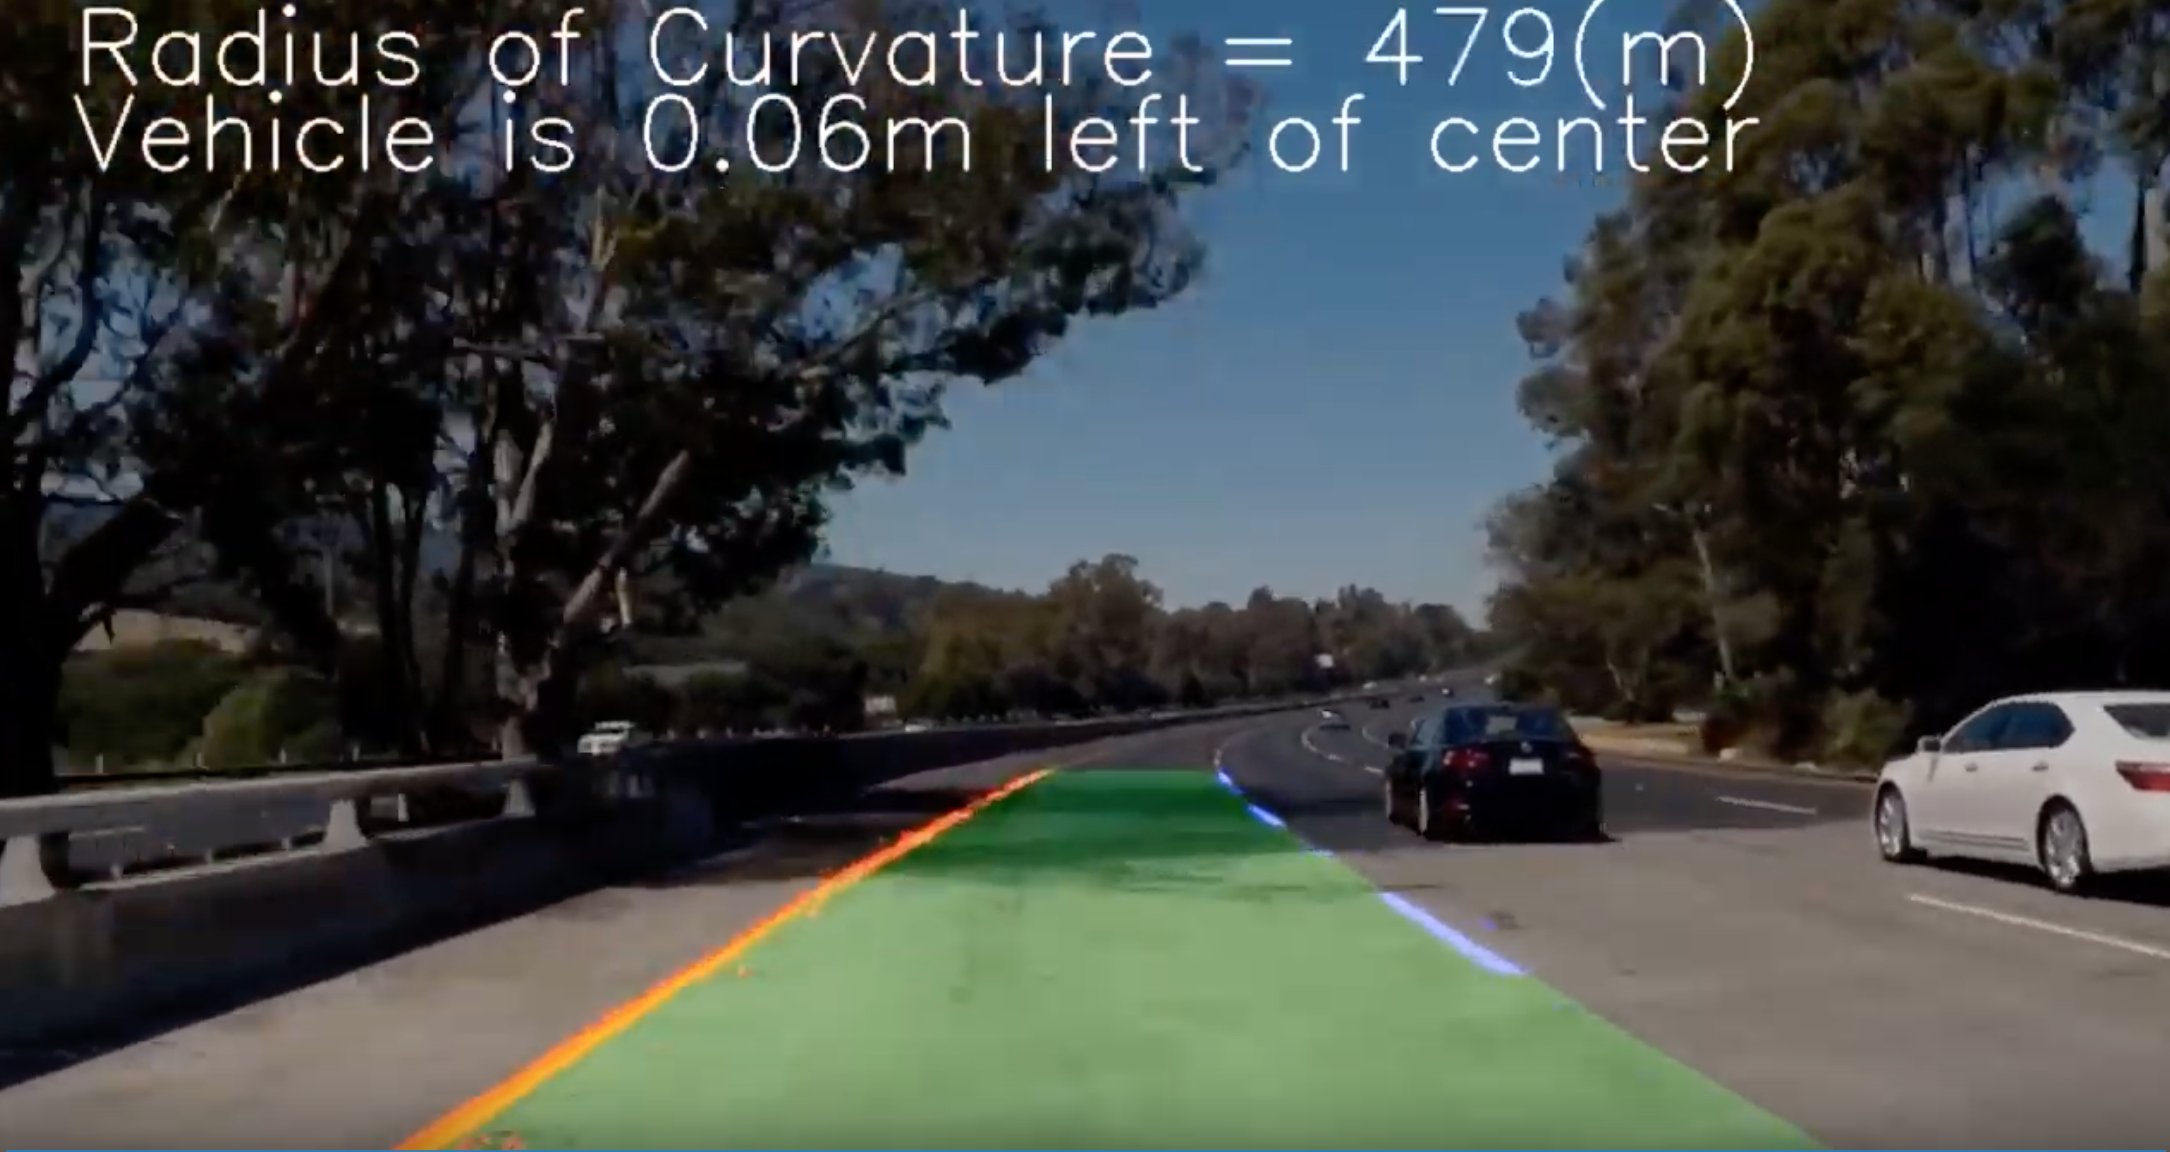 Radius of Curvature = 479(m)
Vehicle is 0.06m left of center